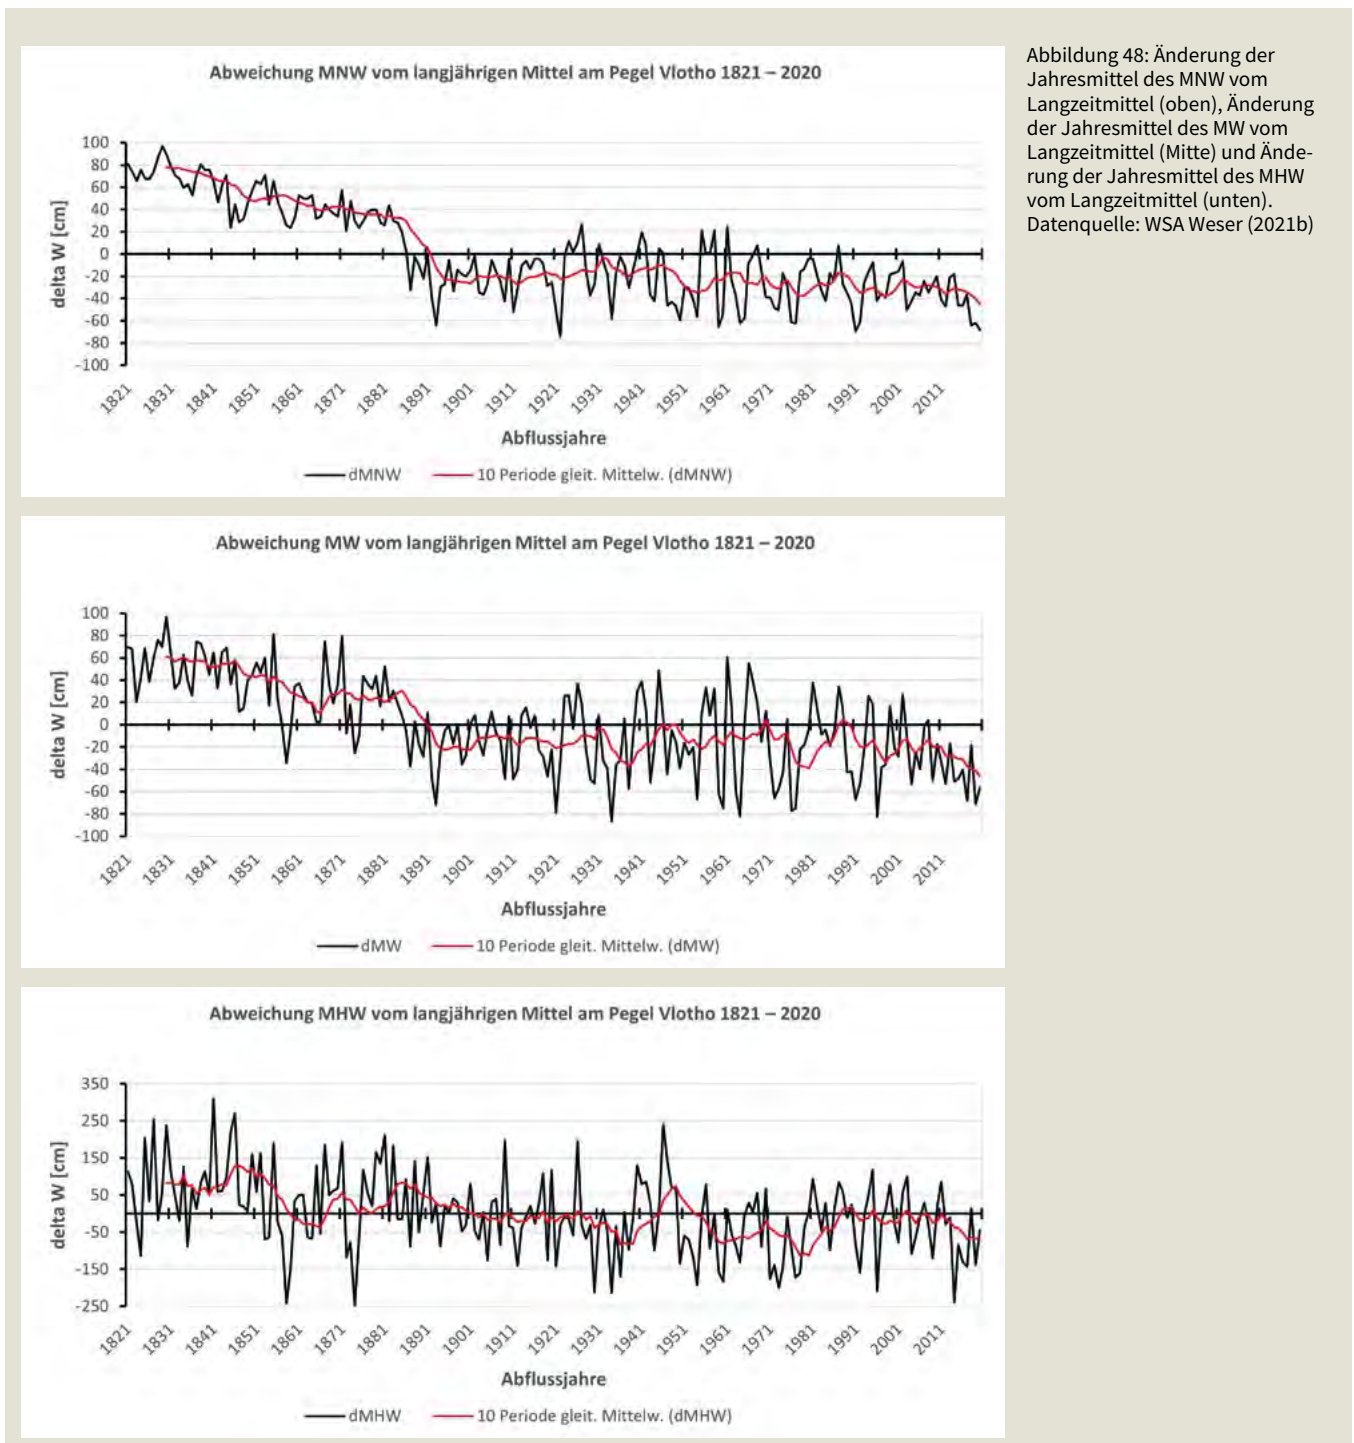 Abweichung MNW vom langjährigen Mittel am Pegel Vlotho 1821 – 2020
delta W [cm]
100
80
60
40
20
0
-20
-40
-60
-80
-100
1821 1831 1841 1851 1861 1871 1881 1891 1901 1911 1921 1931 1941 1951 1961 1971 1981 1991 2001 2011
Abflussjahre
dMNW 10 Periode gleit. Mittelw. (dMNW)
Abbildung 48: Änderung der
Jahresmittel des MNW vom
Langzeitmittel (oben), Änderung
der Jahresmittel des MW vom
Langzeitmittel (Mitte) und Ände-
rung der Jahresmittel des MHW
vom Langzeitmittel (unten).
Datenquelle: WSA Weser (2021b)
Abweichung MW vom langjährigen Mittel am Pegel Vlotho 1821 – 2020
delta W [cm]
100
80
60
40
20
0
-20
-40
-60
-80
-100
1821 1831 1841 1851 1861 1871 1881 1891 1901 1911 1921 1931 1941 1951 1961 1971 1981 1991 2001 2011
Abflussjahre
dMW 10 Periode gleit. Mittelw. (dMW)
Abweichung MHW vom langjährigen Mittel am Pegel Vlotho 1821 – 2020
delta W [cm]
350
250
150
50
-50
-150
-250
1821 1831 1841 1851 1861 1871 1881 1891 1901 1911 1921 1931 1941 1951 1961 1971 1981 1991 2001 2011
Abflussjahre
dMHW 10 Periode gleit. Mittelw. (dMHW)